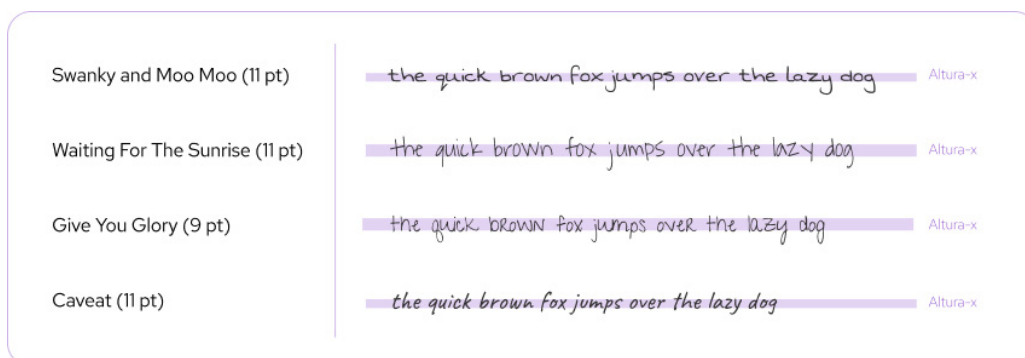 Swanky and Moo Moo (11 pt) the quick brown fox jumps over the lazy dog Altura-x
Waiting For The Sunrise (11 pt) the quick brown fox jumps over the lazy dog Altura-x
Give You Glory (9 pt) the quick brown fox jumps over the lazy dog Altura-x
Caveat (11 pt) the quick brown fox jumps over the lazy dog Altura-x